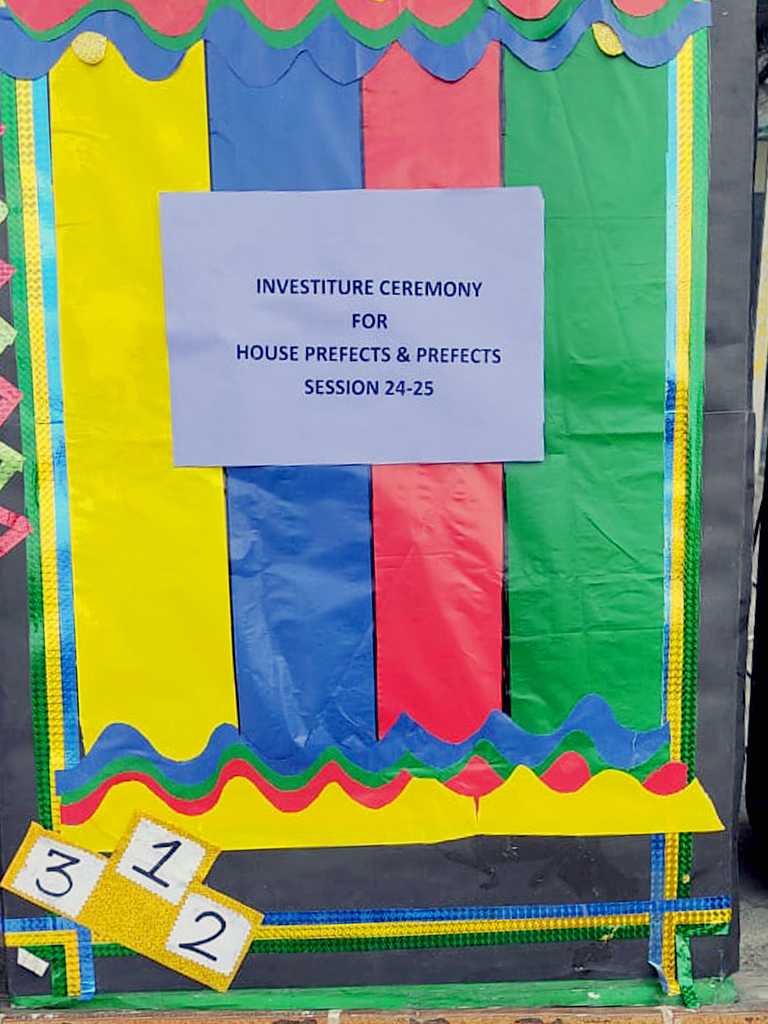 INVESTITURE CEREMONY
FOR
HOUSE PREFECTS & PREFECTS
SESSION 24-25
3 1
2